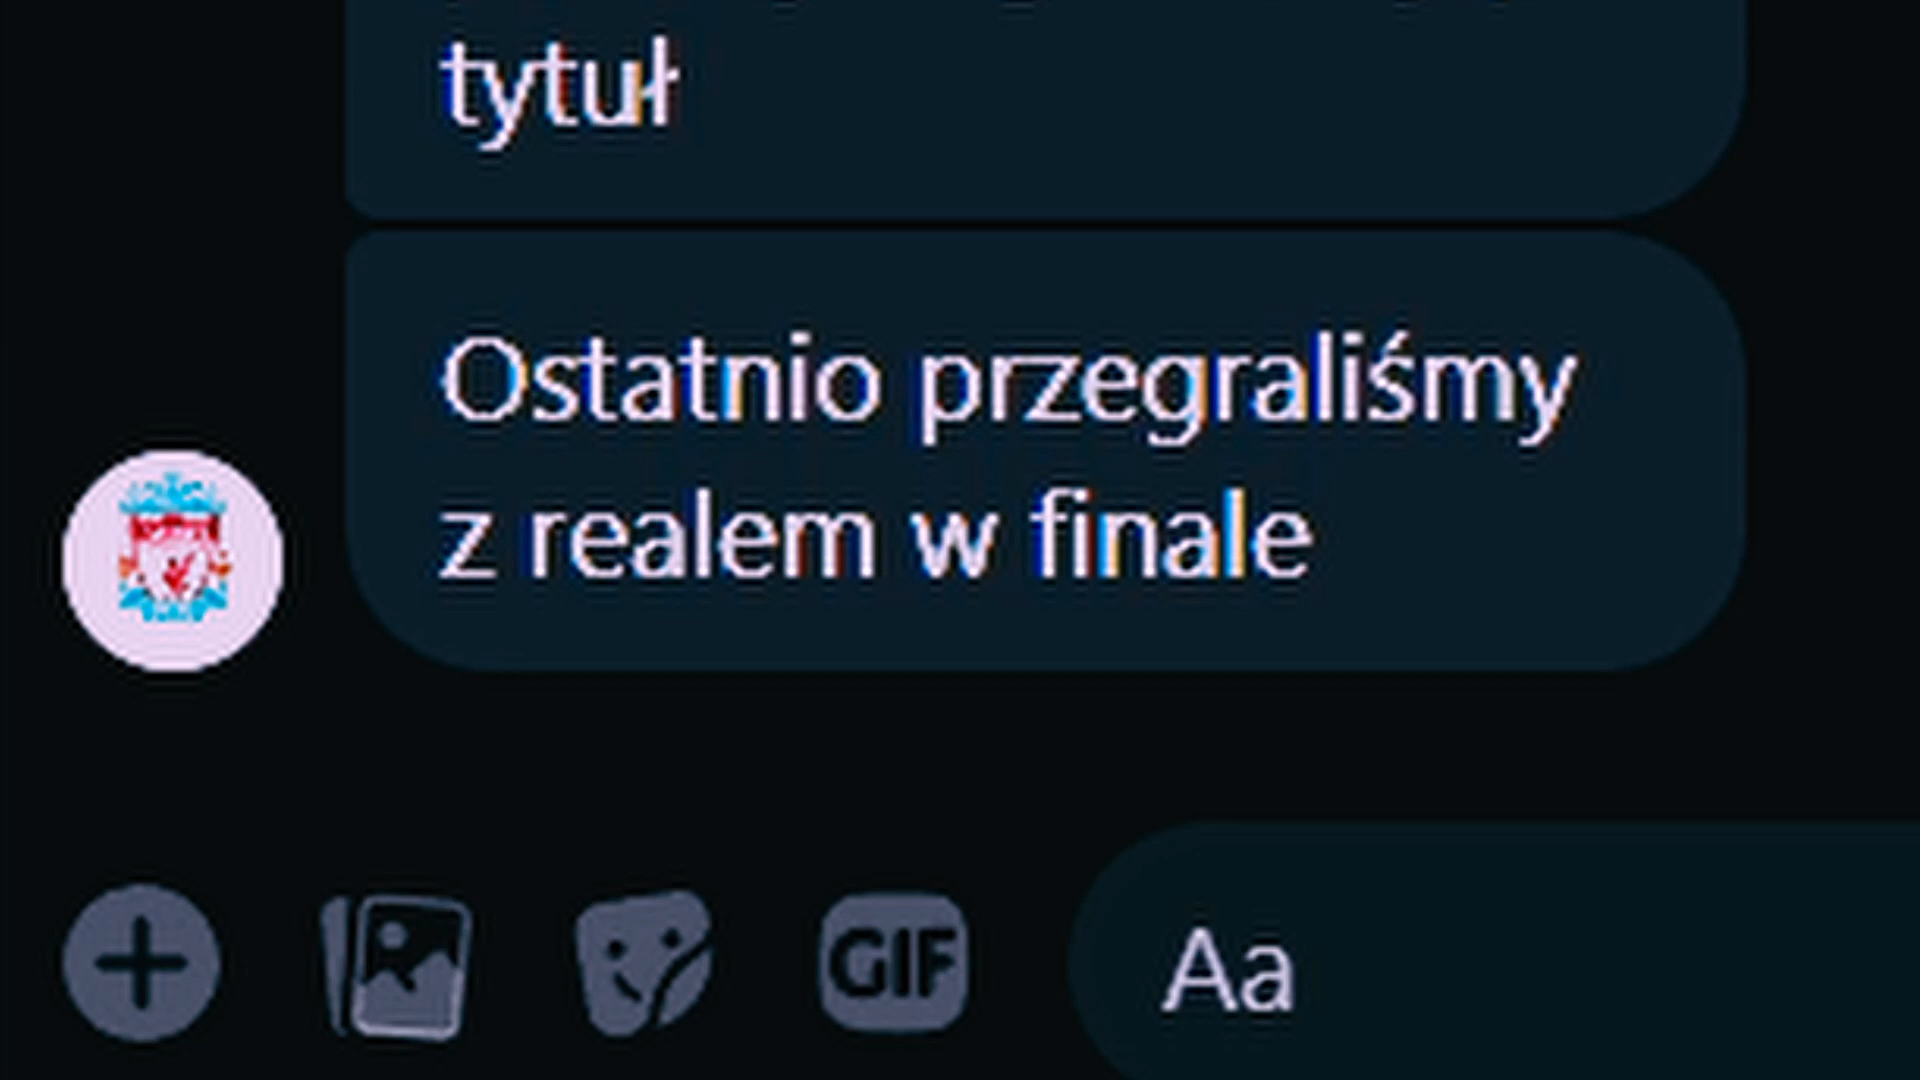 tytuł
Ostatnio przegraliśmy
z realem w finale
GIF
Aa